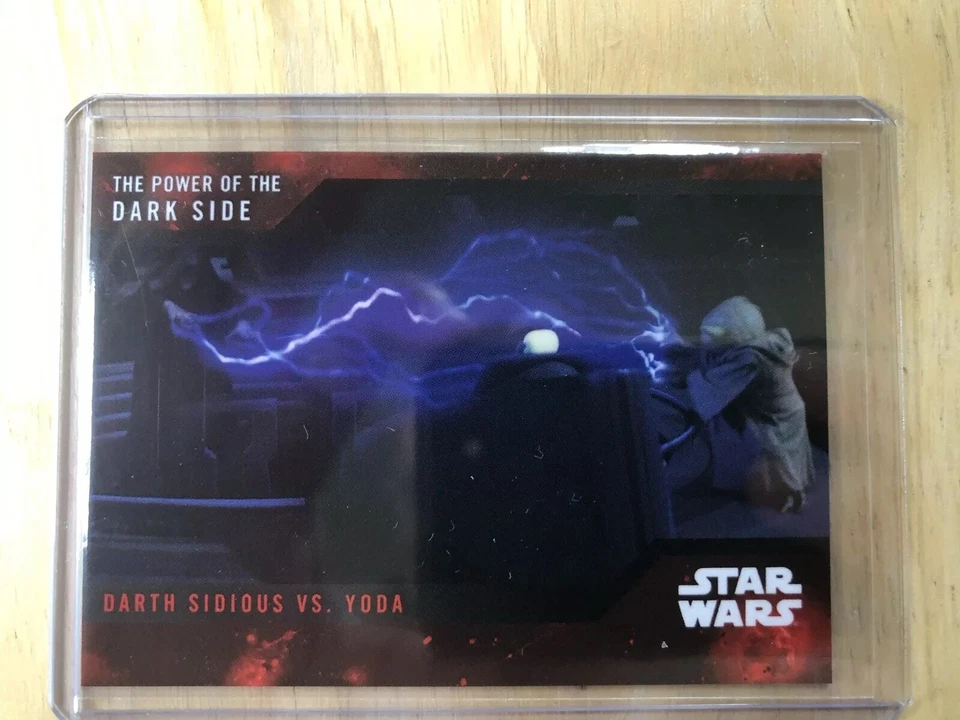 THE POWER OF THE
DARK SIDE
DARTH SIDIOUS VS. YODA
STAR
WARS